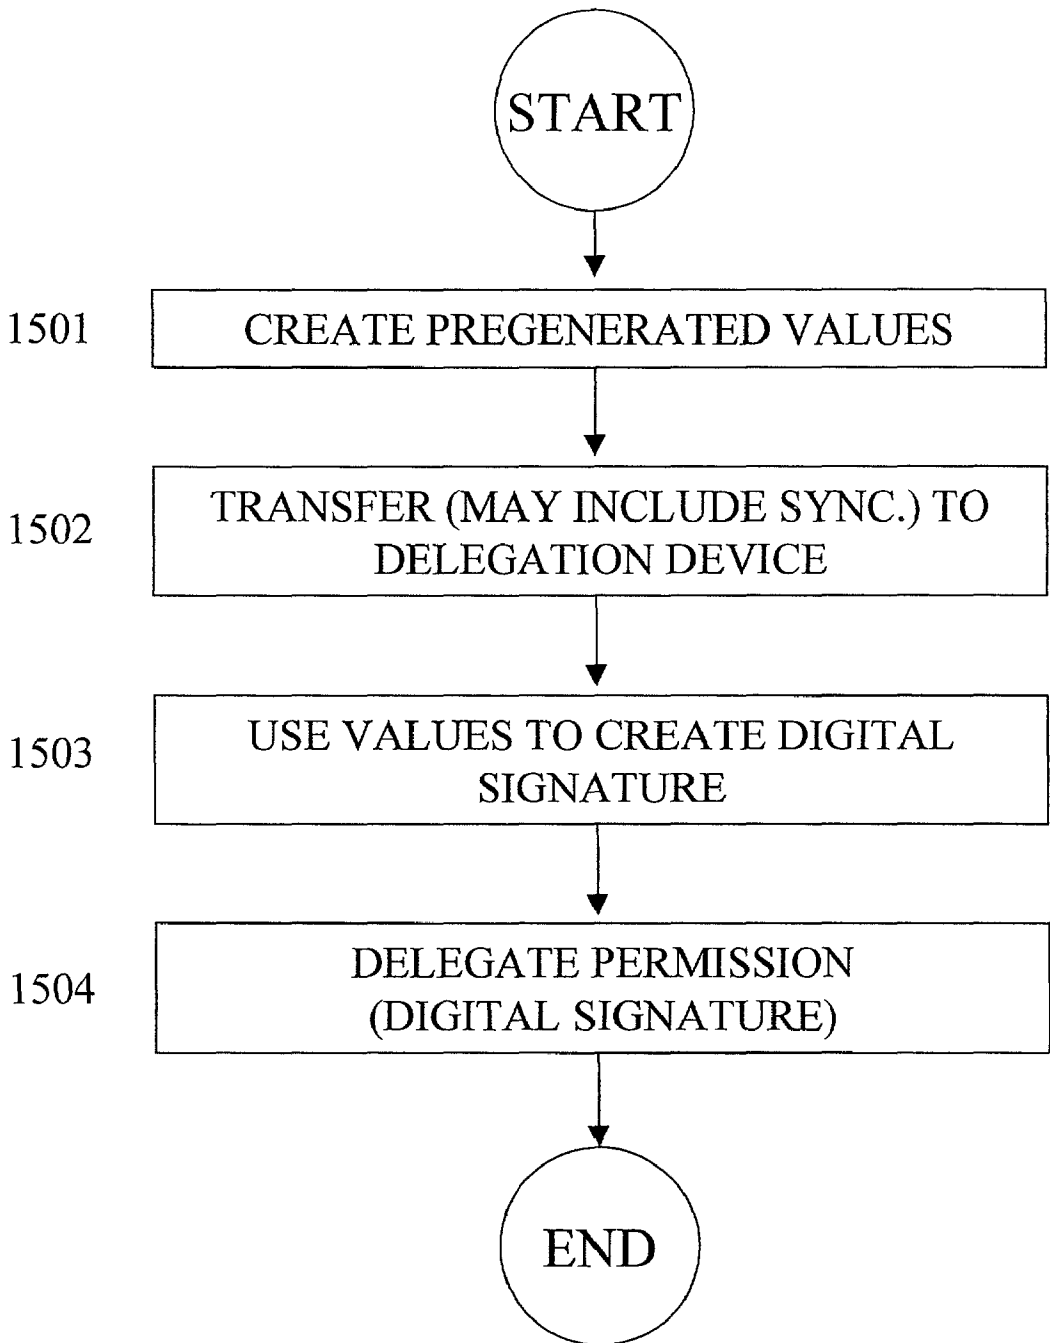 START
1501
CREATE PREGENERATED VALUES
1502
TRANSFER (MAY INCLUDE SYNC.) TO
DELEGATION DEVICE
1503
USE VALUES TO CREATE DIGITAL
SIGNATURE
1504
DELEGATE PERMISSION
(DIGITAL SIGNATURE)
END